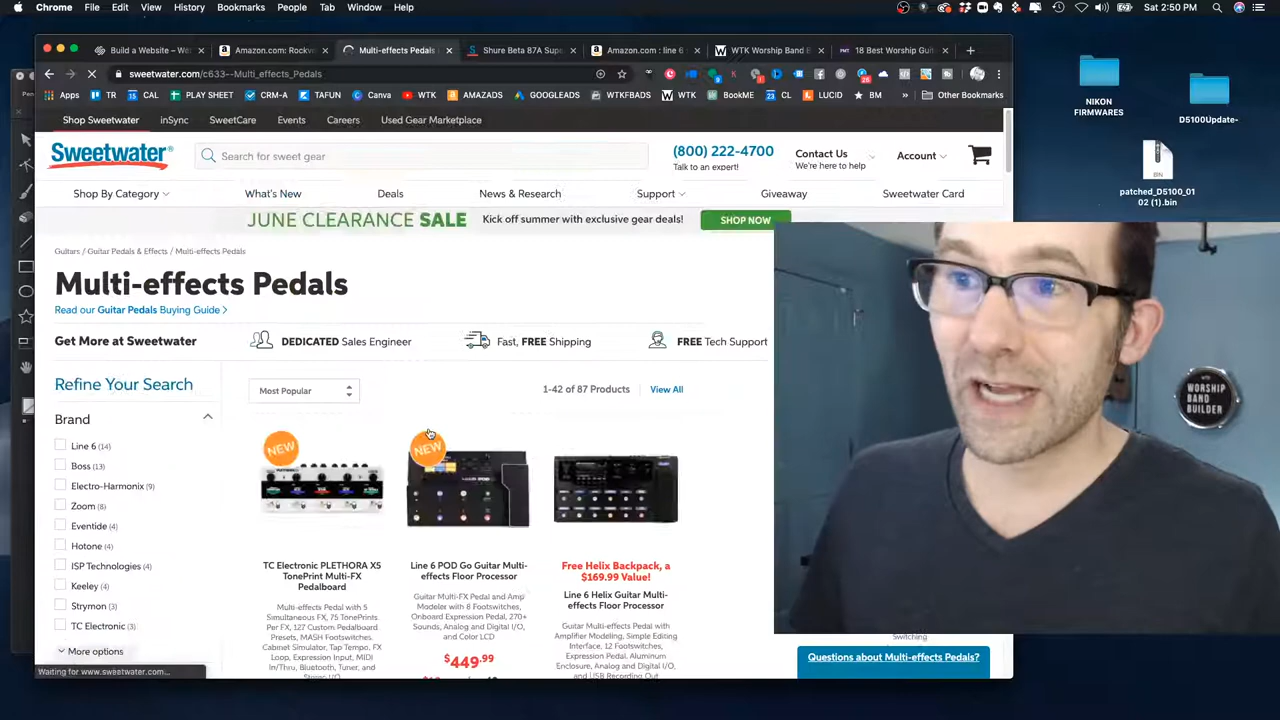 Chrome File Edit View History Bookmarks People Tab Window Help
Sat 2:50 PM
Build a Website – We
Amazon.com: Rockv
Multi-effects Pedals
Shure Beta 87A Supe
Amazon.com : line 6
WTK Worship Band B
18 Best Worship Guit
sweetwater.com/c633--Multi_effects_Pedals
Apps TR CAL PLAY SHEET CRM-A TAFUN Canva WTK AMAZADS GOOGLEADS WTKFBADS WTK BookME CL LUCID BM Other Bookmarks
Shop Sweetwater inSync SweetCare Events Careers Used Gear Marketplace
Sweetwater®
Search for sweet gear
(800) 222-4700
Talk to an expert!
Contact Us
We're here to help
Account
Shop By Category What's New Deals News & Research Support Giveaway Sweetwater Card
JUNE CLEARANCE SALE Kick off summer with exclusive gear deals! SHOP NOW
Guitars / Guitar Pedals & Effects / Multi-effects Pedals
Multi-effects Pedals
Read our Guitar Pedals Buying Guide
Get More at Sweetwater DEDICATED Sales Engineer Fast, FREE Shipping FREE Tech Support
Refine Your Search
Most Popular
1-42 of 87 Products View All
Brand
Line 6 (14)
Boss (13)
Electro-Harmonix (9)
Zoom (8)
Eventide (4)
Hotone (4)
ISP Technologies (4)
Keeley (4)
Strymon (3)
TC Electronic (3)
More options
NEW
TC Electronic PLETHORA X5
TonePrint Multi-FX
Pedalboard
Multi-effects Pedal with 5
Simultaneous FX, 75 TonePrints
Per FX, 127 Custom Pedalboard
Presets, MASH Footswitches,
Cabinet Simulator, Tap Tempo, FX
Loop, Expression Input, MIDI
In/Thru, Bluetooth, Tuner, and
NEW
Line 6 POD Go Guitar Multi-
effects Floor Processor
Guitar Multi-FX Pedal and Amp
Modeler with 8 Footswitches,
Onboard Expression Pedal, 270+
Sounds, Analog and Digital I/O,
and Color LCD
$449.99
Free Helix Backpack, a
$169.99 Value!
Line 6 Helix Guitar Multi-
effects Floor Processor
Guitar Multi-effects Pedal with
Amplifier Modeling, Simple Editing
Interface, 12 Footswitches,
Expression Pedal, Aluminum
Enclosure, Analog and Digital I/O,
and USB Recording Out
Switching
Questions about Multi-effects Pedals?
Waiting for www.sweetwater.com...
NIKON
FIRMWARES
D5100Update-
BIN
patched_D5100_01
02 (1).bin
WORSHIP
BAND
BUILDER